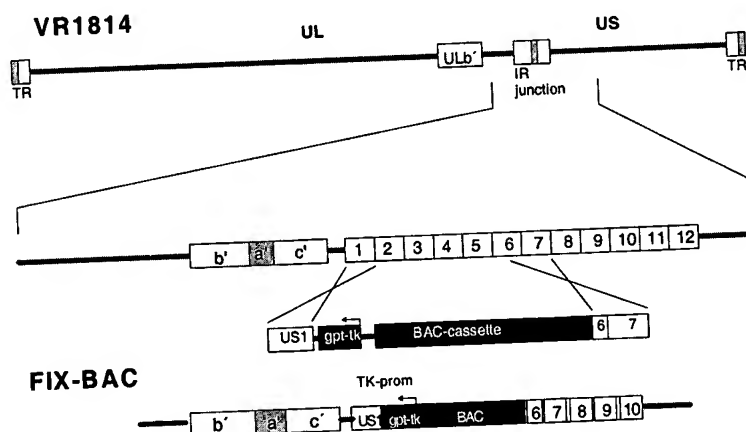 VR1814
UL
US
ULb´
TR
IR
junction
TR
b' a' c' 1 2 3 4 5 6 7 8 9 10 11 12
US1 gpt-tk BAC-cassette 6 7
FIX-BAC
TK-prom
b´ 'a' c´ US1 gpt-tk BAC 6 7 8 9 10